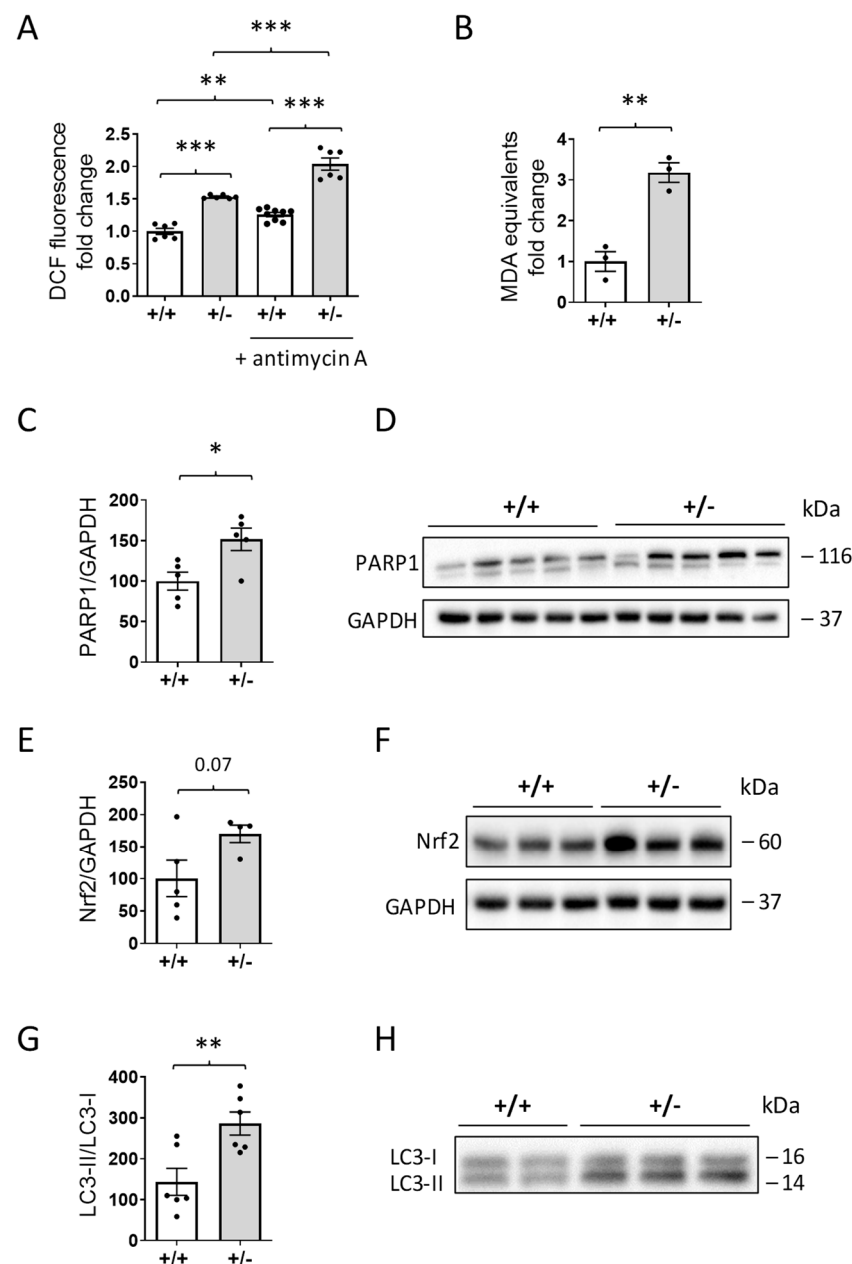 A
B
***
**
***
***
DCF fluorescence
fold change
2.5
2.0
1.5
1.0
0.5
0.0
+/+ +/- +/+ +/-
+ antimycin A
**
MDA equivalents
fold change
4
3
2
1
0
+/+ +/-
C
D
*
PARP1/GAPDH
200
150
100
50
0
+/+ +/-
+/+ +/- kDa
PARP1 – 116
GAPDH – 37
E
F
0.07
Nrf2/GAPDH
250
200
150
100
50
0
+/+ +/-
+/+ +/- kDa
Nrf2 – 60
GAPDH – 37
G
H
**
LC3-II/LC3-I
400
300
200
100
0
+/+ +/-
+/+ +/- kDa
LC3-I – 16
LC3-II – 14